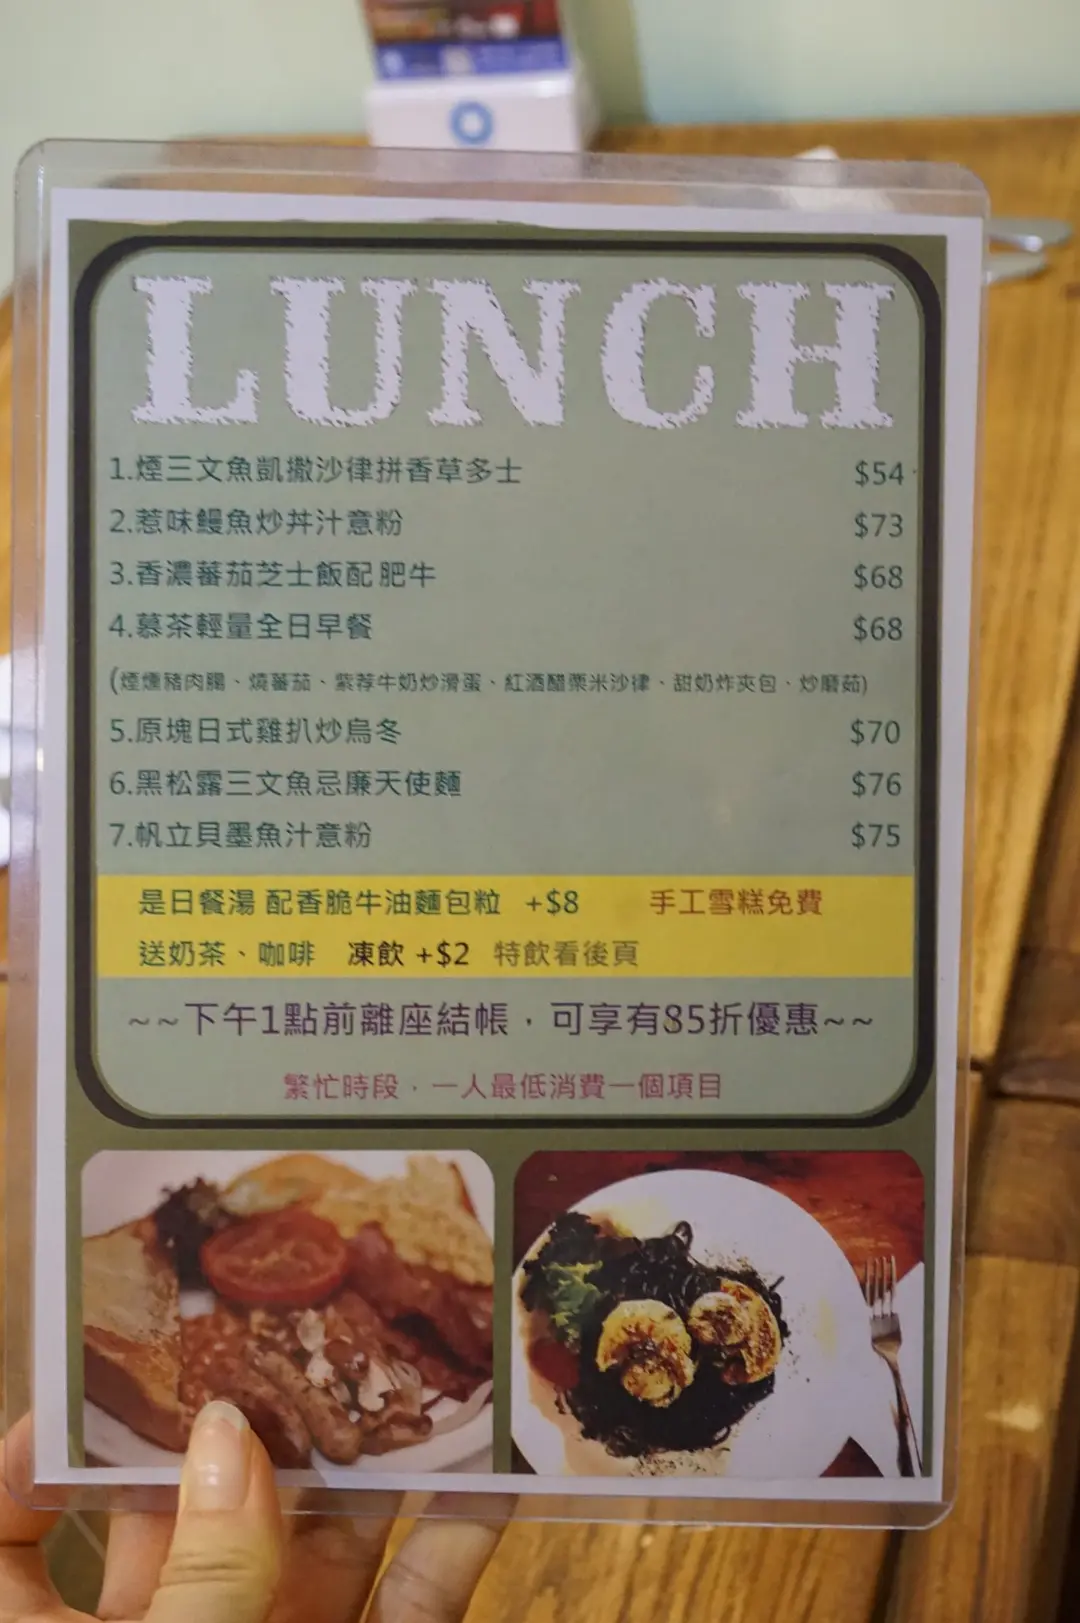 LUNCH
1.煙三文魚凱撒沙律拼香草多士 $54
2.惹味鰻魚炒丼汁意粉 $73
3.香濃蕃茄芝士飯配肥牛 $68
4.慕茶輕量全日早餐 $68
(煙燻豬肉腸、燒蕃茄、紫荐牛奶炒滑蛋、紅酒醋栗米沙律、甜奶炸夾包、炒磨茹)
5.原塊日式雞扒炒烏冬 $70
6.黑松露三文魚忌廉天使麵 $76
7.帆立貝墨魚汁意粉 $75
是日餐湯 配香脆牛油麵包粒 +$8 手工雪糕免費
送奶茶、咖啡 凍飲 +$2 特飲看後頁
~~下午1點前離座結帳，可享有85折優惠~~
繁忙時段，一人最低消費一個項目